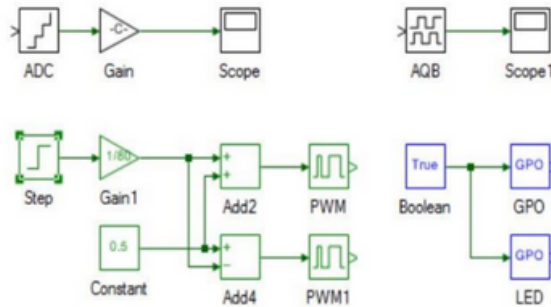 -C-
ADC Gain Scope AQB Scope1
1/80 + + True GPO
Step Gain1 Add2 PWM Boolean GPO
0.5 + − GPO
Constant Add4 PWM1 LED